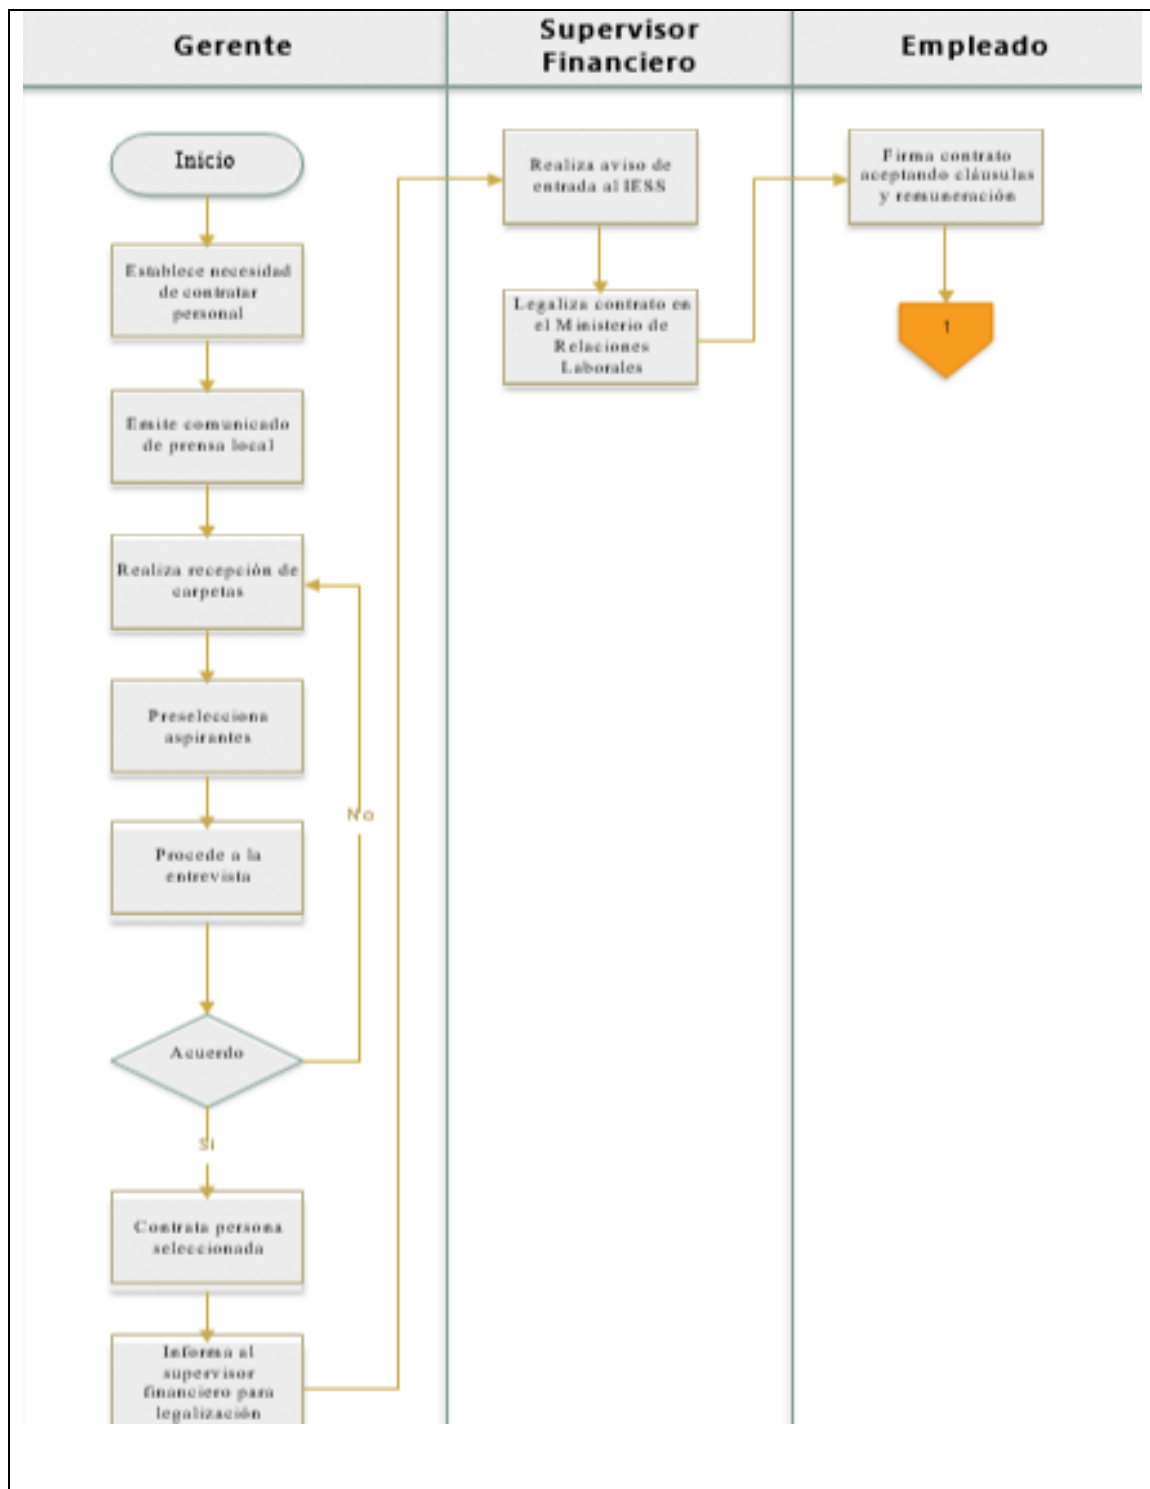 Gerente
Supervisor
Financiero
Empleado
Inicio
Establece necesidad
de contratar
personal
Emite comunicado
de prensa local
Realiza recepción de
carpetas
Preselecciona
aspirantes
Procede a la
entrevista
No
Acuerdo
Si
Contrata persona
seleccionada
Informa al
supervisor
financiero para
legalización
Realiza aviso de
entrada al IESS
Legaliza contrato en
el Ministerio de
Relaciones
Laborales
Firma contrato
aceptando cláusulas
y remuneración
1